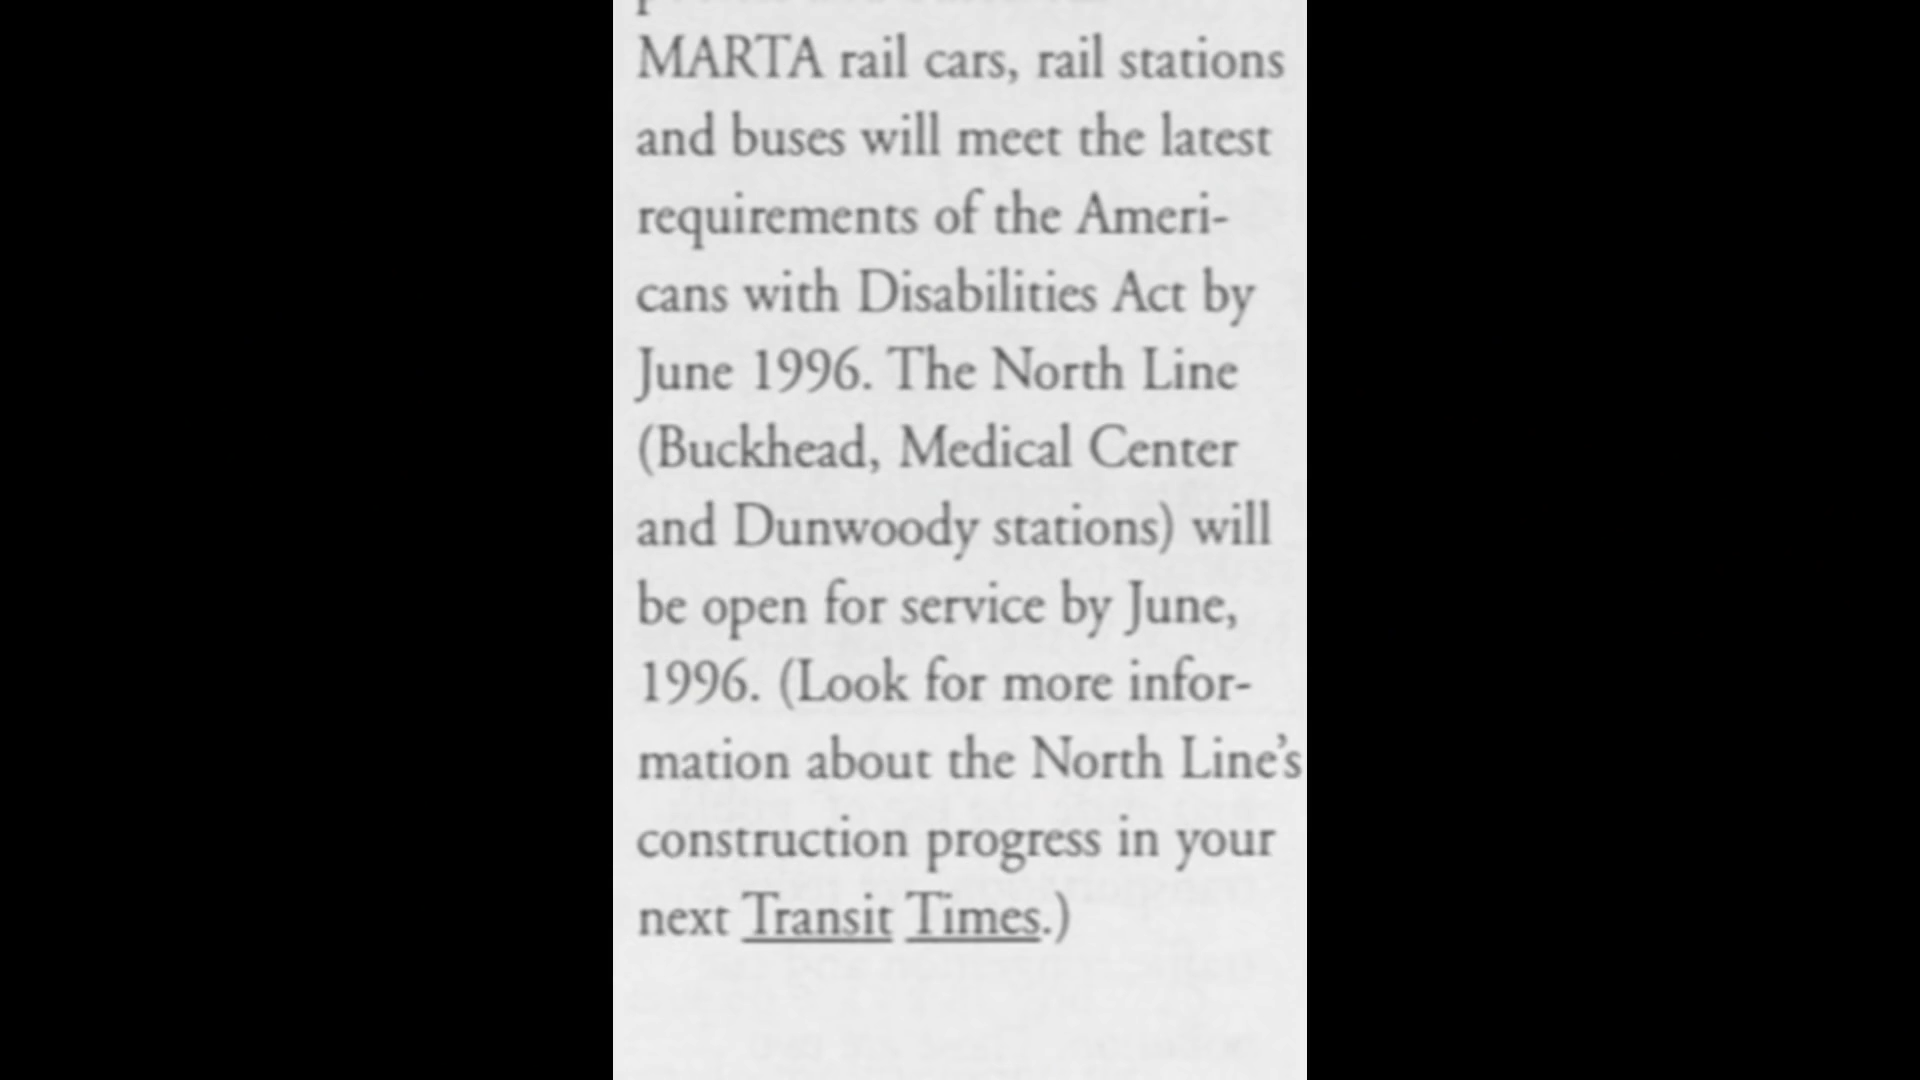 MARTA rail cars, rail stations
and buses will meet the latest
requirements of the Ameri-
cans with Disabilities Act by
June 1996. The North Line
(Buckhead, Medical Center
and Dunwoody stations) will
be open for service by June,
1996. (Look for more infor-
mation about the North Line’s
construction progress in your
next Transit Times.)